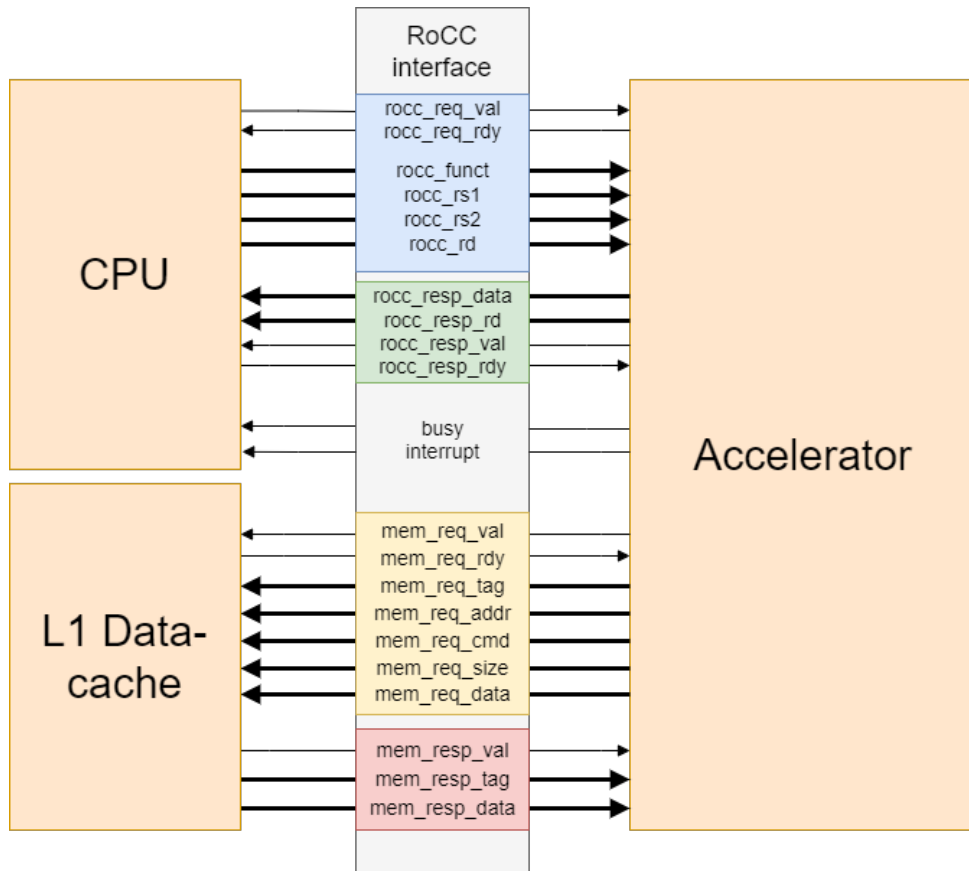 RoCC
interface
CPU
rocc_req_val
rocc_req_rdy
rocc_funct
rocc_rs1
rocc_rs2
rocc_rd
rocc_resp_data
rocc_resp_rd
rocc_resp_val
rocc_resp_rdy
busy
interrupt
Accelerator
L1 Data-
cache
mem_req_val
mem_req_rdy
mem_req_tag
mem_req_addr
mem_req_cmd
mem_req_size
mem_req_data
mem_resp_val
mem_resp_tag
mem_resp_data